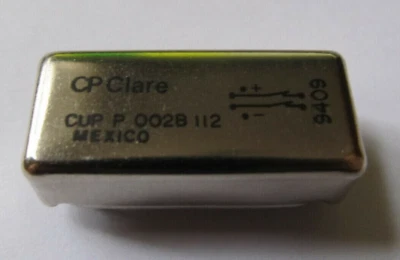 CP Clare
CUP P 002B 112
MEXICO
9409
+
-